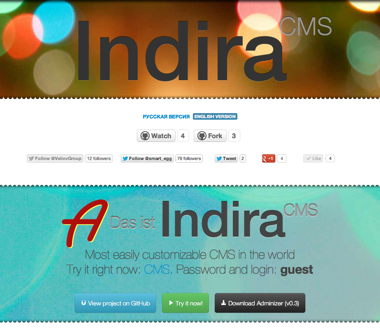 Indira CMS
РУССКАЯ ВЕРСИЯ ENGLISH VERSION
Watch 4 Fork 3
Follow @VelvioGroup 12 followers Follow @smart_egg 79 followers Tweet 2 +1 4 Like 4
A Das ist Indira CMS
Most easily customizable CMS in the world
Try it right now: CMS. Password and login: guest
View project on GitHub Try it now! Download Adminizer (v0.3)